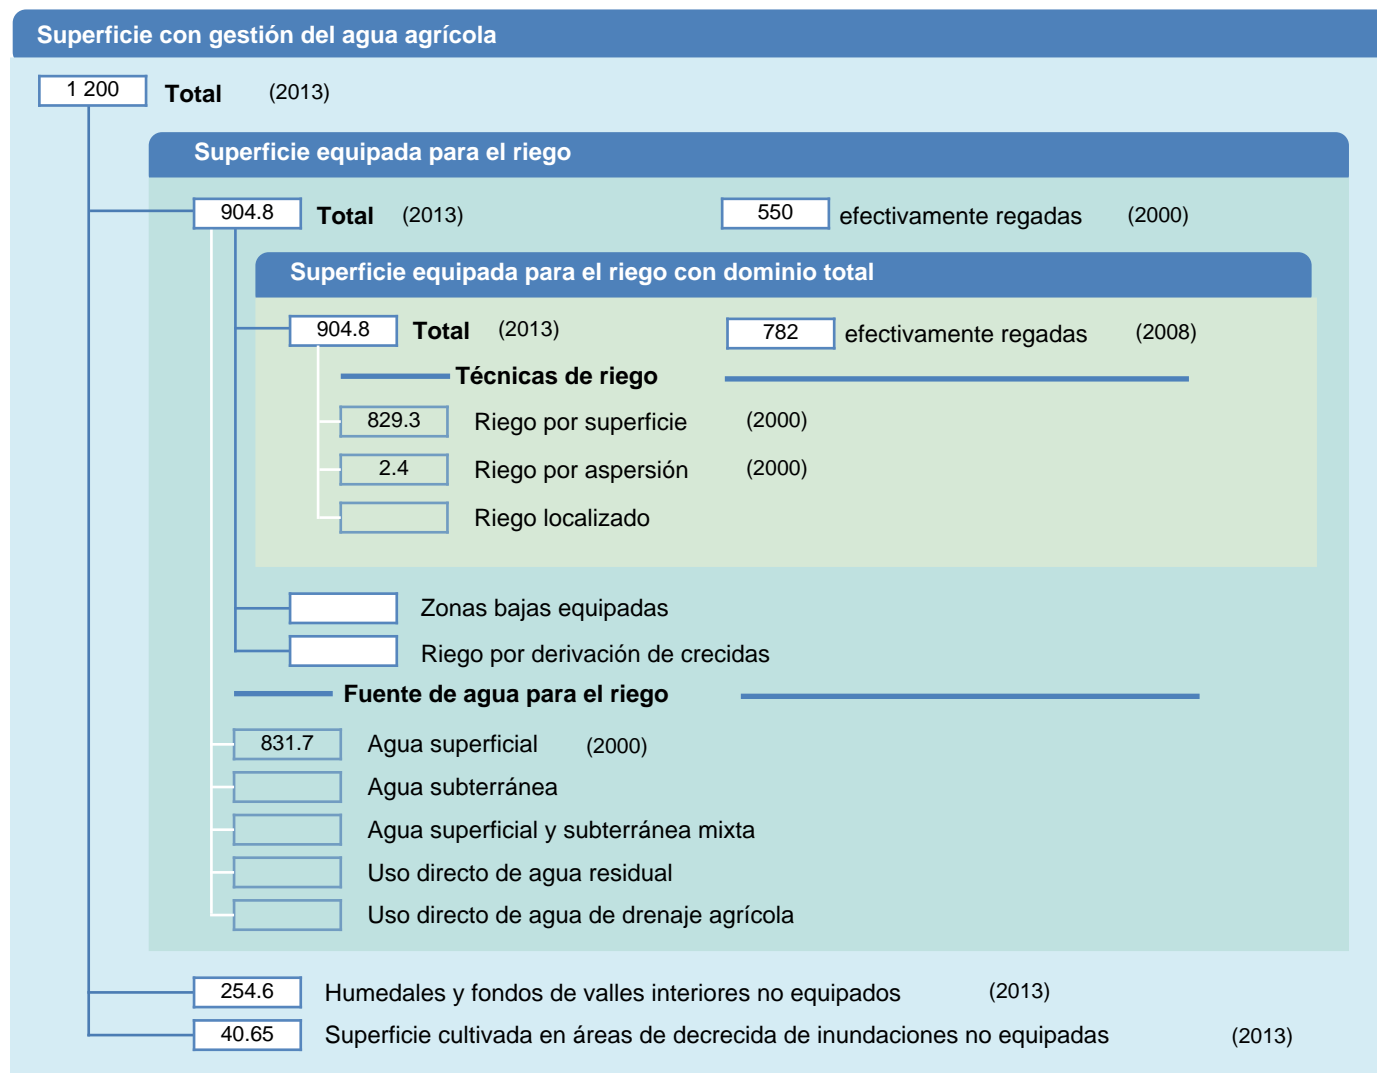 Superficie con gestión del agua agrícola
1 200 Total (2013)
Superficie equipada para el riego
904.8 Total (2013) 550 efectivamente regadas (2000)
Superficie equipada para el riego con dominio total
904.8 Total (2013) 782 efectivamente regadas (2008)
Técnicas de riego
829.3 Riego por superficie (2000)
2.4 Riego por aspersión (2000)
Riego localizado
Zonas bajas equipadas
Riego por derivación de crecidas
Fuente de agua para el riego
831.7 Agua superficial (2000)
Agua subterránea
Agua superficial y subterránea mixta
Uso directo de agua residual
Uso directo de agua de drenaje agrícola
254.6 Humedales y fondos de valles interiores no equipados (2013)
40.65 Superficie cultivada en áreas de decrecida de inundaciones no equipadas (2013)